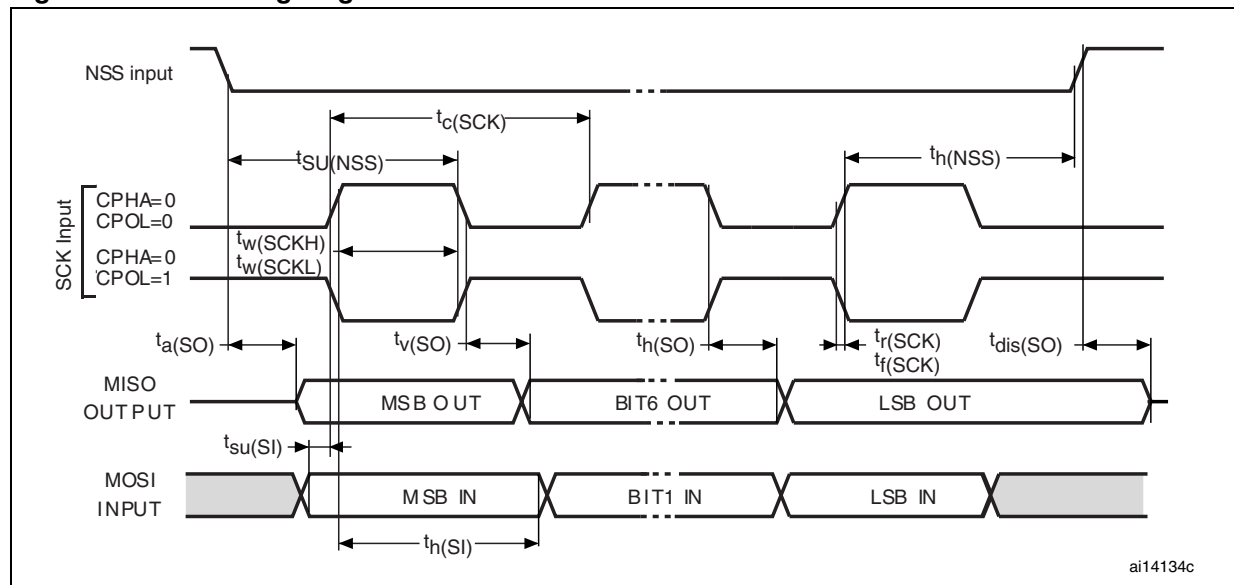 NSS input
tc(SCK)
tSU(NSS)
th(NSS)
SCK Input
CPHA=0
CPOL=0
tw(SCKH)
CPHA=0
tw(SCKL)
CPOL=1
ta(SO)
tv(SO)
th(SO)
tr(SCK)
tf(SCK)
tdis(SO)
MISO
OUTPUT
MSB OUT
BIT6 OUT
LSB OUT
tsu(SI)
MOSI
INPUT
MSB IN
BIT1 IN
LSB IN
th(SI)
ai14134c